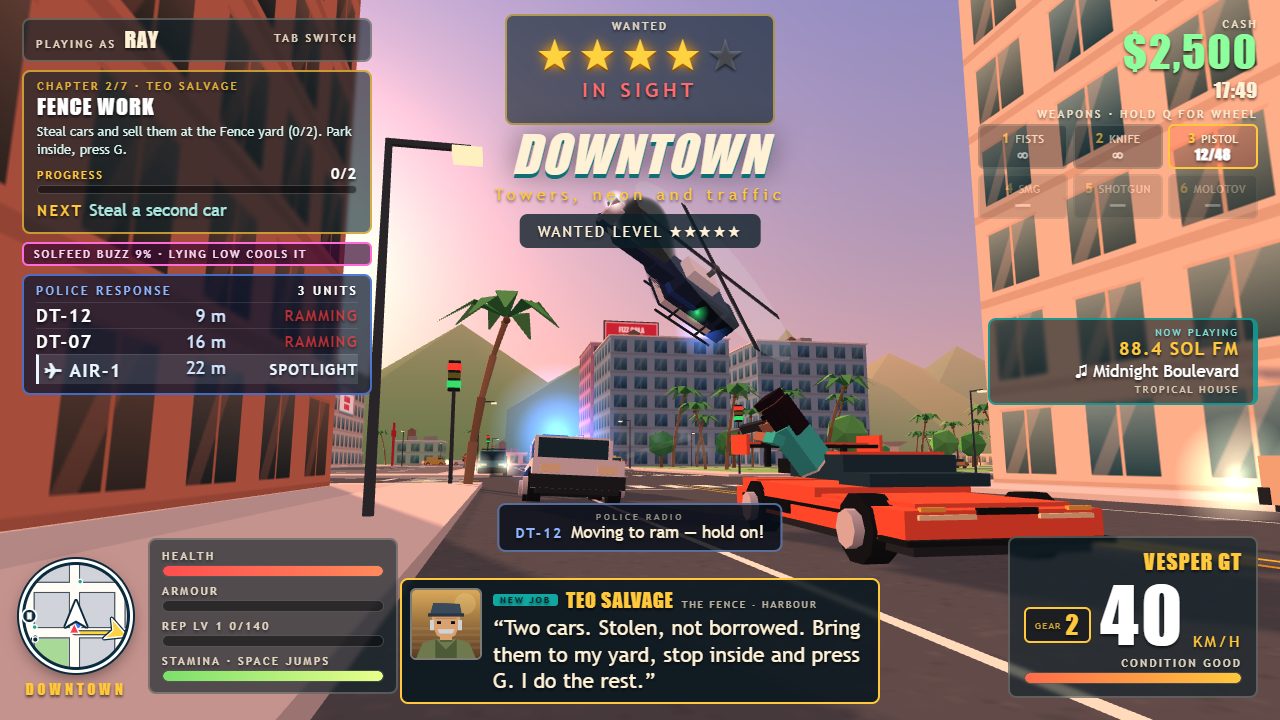 PLAYING AS RAY TAB SWITCH
CHAPTER 2/7 · TEO SALVAGE
FENCE WORK
Steal cars and sell them at the Fence yard (0/2). Park
inside, press G.
PROGRESS 0/2
NEXT Steal a second car
SOLFEED BUZZ 9% · LYING LOW COOLS IT
POLICE RESPONSE 3 UNITS
DT-12 9 m RAMMING
DT-07 16 m RAMMING
AIR-1 22 m SPOTLIGHT
WANTED
IN SIGHT
DOWNTOWN
Towers, neon and traffic
WANTED LEVEL ★★★★★
CASH
$2,500
17:49
WEAPONS · HOLD Q FOR WHEEL
1 FISTS
∞
2 KNIFE
∞
3 PISTOL
12/48
4 SMG
—
5 SHOTGUN
—
6 MOLOTOV
—
NOW PLAYING
88.4 SOL FM
♫ Midnight Boulevard
TROPICAL HOUSE
POLICE RADIO
DT-12 Moving to ram — hold on!
DOWNTOWN
HEALTH
ARMOUR
REP LV 1 0/140
STAMINA · SPACE JUMPS
NEW JOB TEO SALVAGE THE FENCE · HARBOUR
“Two cars. Stolen, not borrowed. Bring
them to my yard, stop inside and press
G. I do the rest.”
VESPER GT
GEAR 2 40 KM/H
CONDITION GOOD